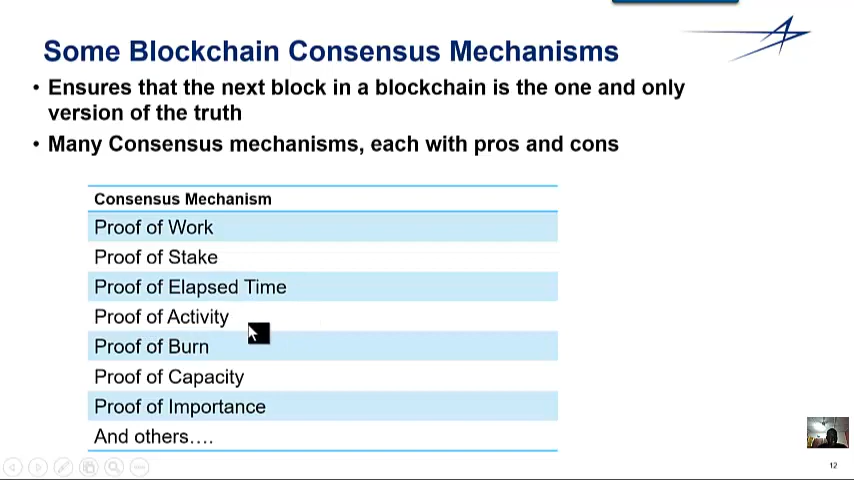 Some Blockchain Consensus Mechanisms
• Ensures that the next block in a blockchain is the one and only
version of the truth
• Many Consensus mechanisms, each with pros and cons
Consensus Mechanism
Proof of Work
Proof of Stake
Proof of Elapsed Time
Proof of Activity
Proof of Burn
Proof of Capacity
Proof of Importance
And others….
12